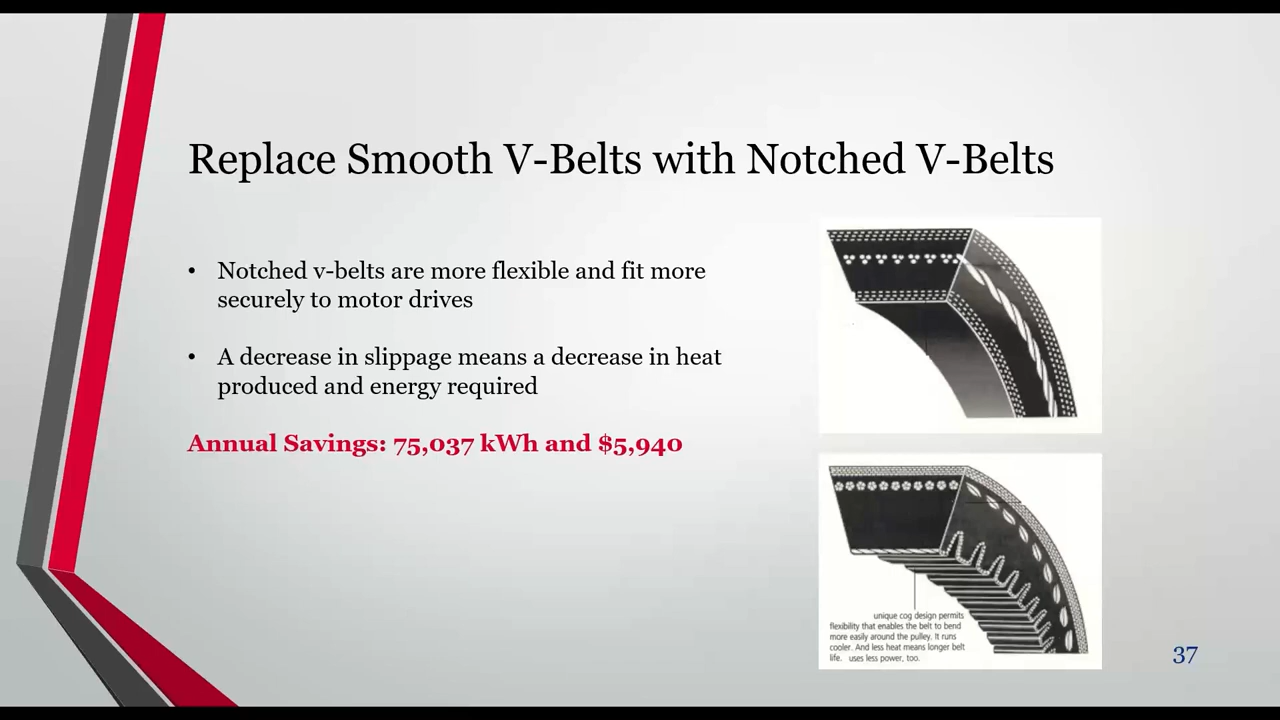 Replace Smooth V-Belts with Notched V-Belts
• Notched v-belts are more flexible and fit more
securely to motor drives
• A decrease in slippage means a decrease in heat
produced and energy required
Annual Savings: 75,037 kWh and $5,940
unique cog design permits
flexibility that enables the belt to bend
more easily around the pulley. It runs
cooler. And less heat means longer belt
life. uses less power, too.
37